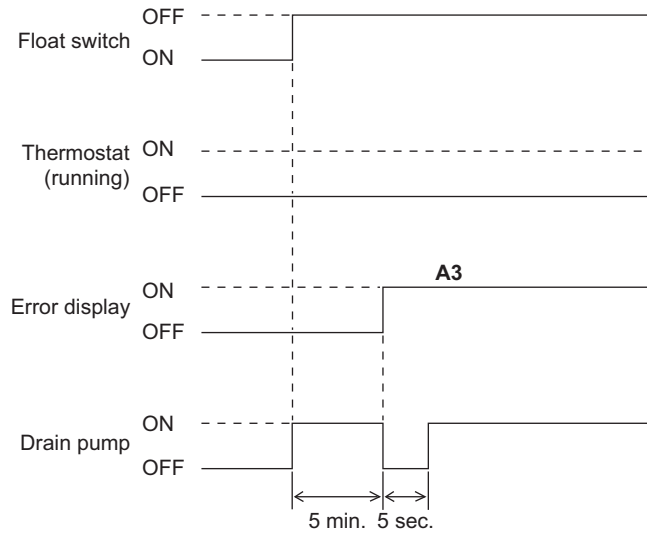 OFF
Float switch
ON
Thermostat ON
(running)
OFF
A3
ON
Error display
OFF
ON
Drain pump
OFF
5 min. 5 sec.